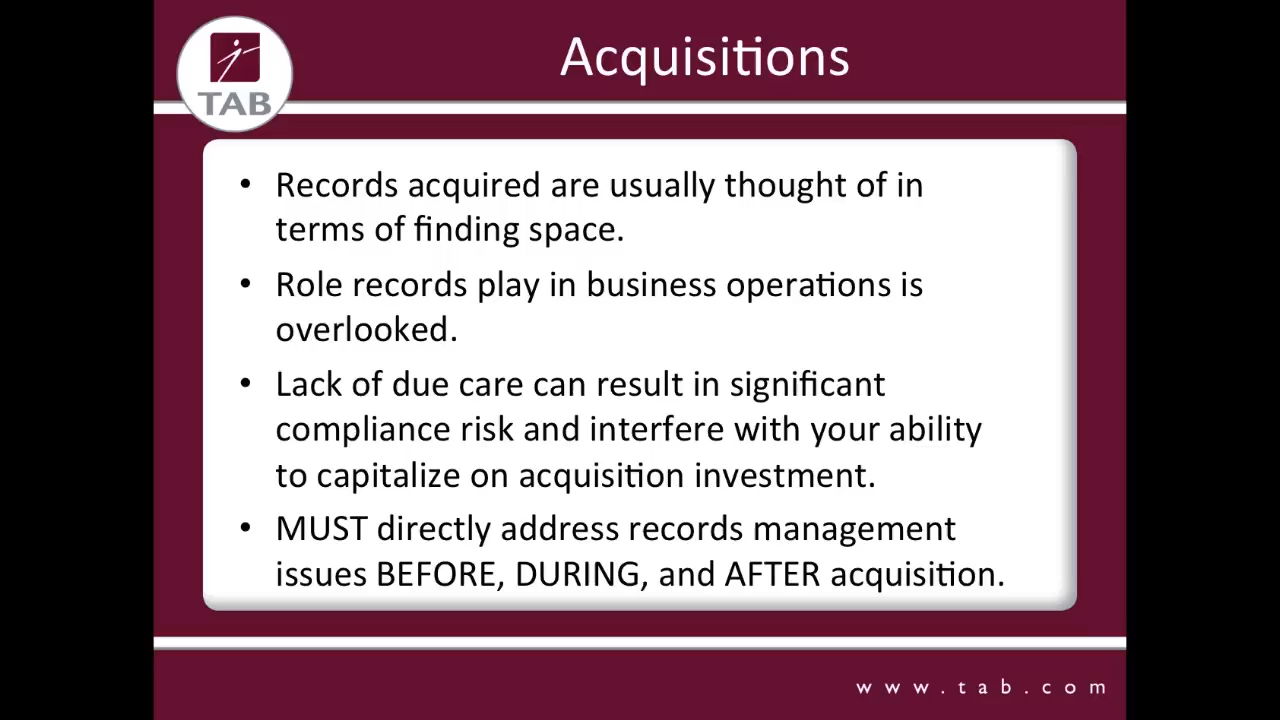 TAB
Acquisitions
• Records acquired are usually thought of in
terms of finding space.
• Role records play in business operations is
overlooked.
• Lack of due care can result in significant
compliance risk and interfere with your ability
to capitalize on acquisition investment.
• MUST directly address records management
issues BEFORE, DURING, and AFTER acquisition.
www.tab.com